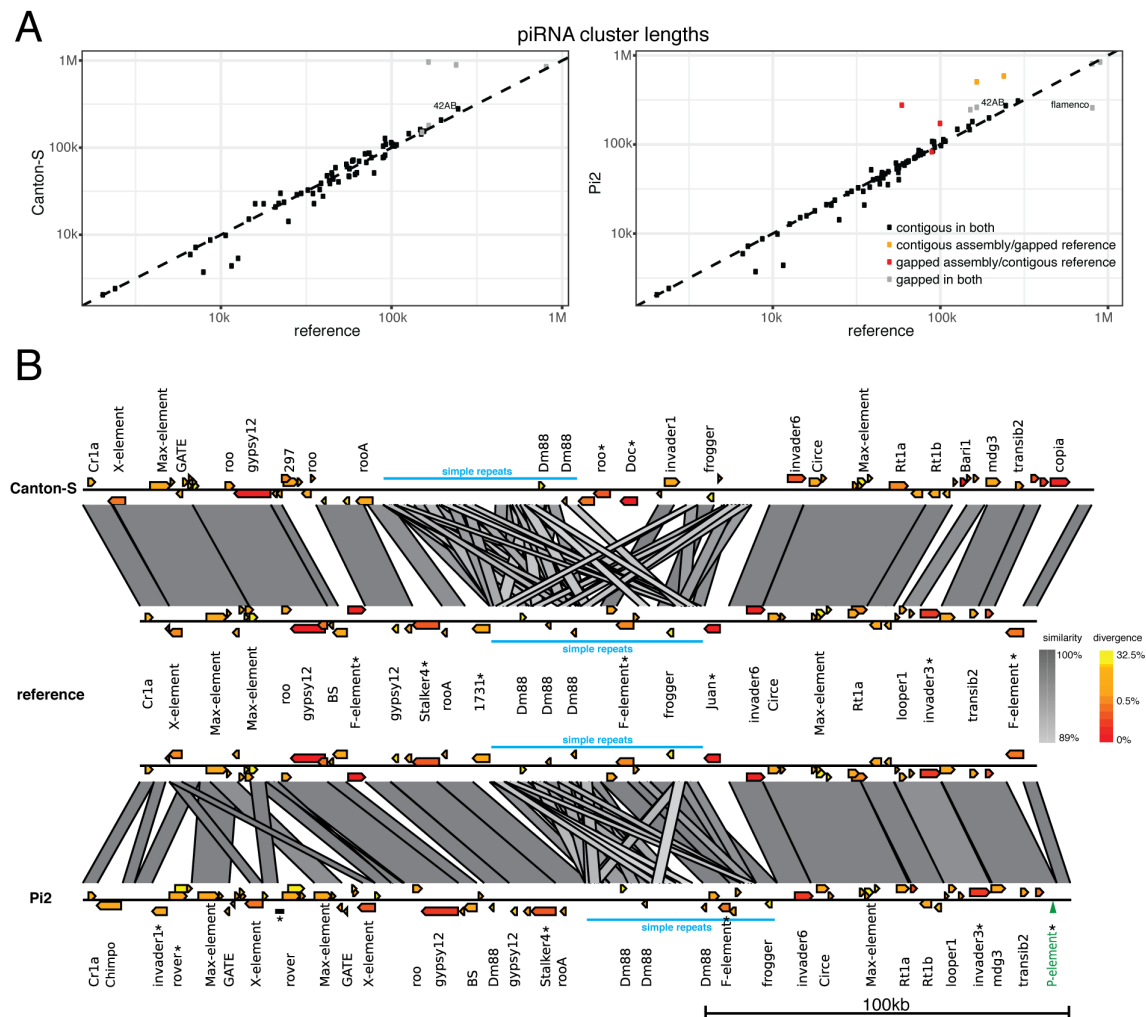 A
piRNA cluster lengths
1M
100k
10k
Canton-S
42AB
10k
100k
1M
reference
1M
100k
10k
Pi2
42AB
flamenco
contiguous in both
contiguous assembly/gapped reference
gapped assembly/contiguous reference
gapped in both
10k
100k
1M
reference
B
Cr1a
X-element
Max-element
GATE
roo
gypsy12
297
roo
rooA
Dm88
Dm88
roo*
Doc*
invader1
frogger
invader6
Circe
Max-element
Rt1a
Rt1b
Bari1
mdg3
transib2
copia
simple repeats
Canton-S
simple repeats
reference
Cr1a
X-element
Max-element
Max-element
roo
gypsy12
BS
F-element*
gypsy12
Stalker4*
rooA
1731*
Dm88
Dm88
Dm88
F-element*
frogger
Juan*
invader6
Circe
Max-element
Rt1a
looper1
invader3*
transib2
F-element*
similarity
100%
89%
divergence
32.5%
0.5%
0%
simple repeats
Pi2
simple repeats
Cr1a
Chimpo
invader1*
rover*
Max-element
GATE
X-element
*
rover
Max-element
GATE
X-element
roo
gypsy12
BS
Dm88
gypsy12
Stalker4*
rooA
Dm88
Dm88
Dm88
F-element*
frogger
invader6
Circe
Max-element
Rt1a
Rt1b
looper1
invader3*
mdg3
transib2
P-element*
100kb